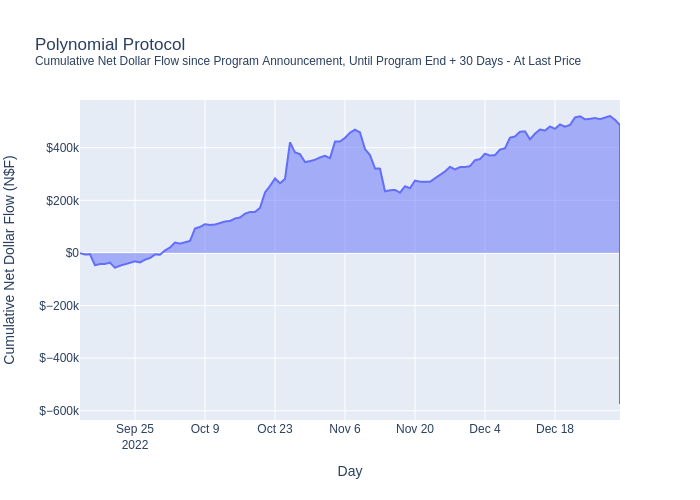 Polynomial Protocol
Cumulative Net Dollar Flow since Program Announcement, Until Program End + 30 Days - At Last Price
Cumulative Net Dollar Flow (N$F)
$400k
$200k
$0
$−200k
$−400k
$−600k
Sep 25
2022
Oct 9
Oct 23
Nov 6
Nov 20
Dec 4
Dec 18
Day